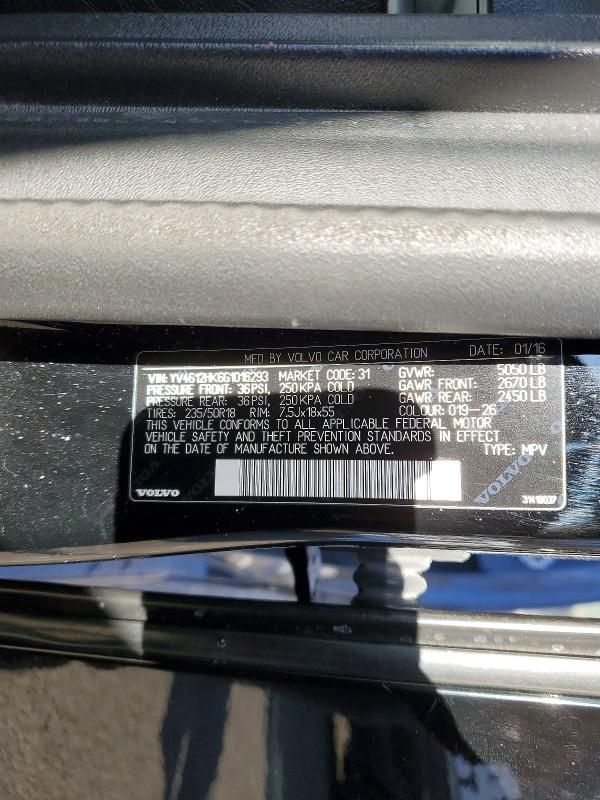 MFD BY VOLVO CAR CORPORATION DATE: 01/16
VIN: YV4612HK6G1016293 MARKET CODE: 31 GVWR: 5050 LB
PRESSURE FRONT: 36 PSI, 250 KPA COLD GAWR FRONT: 2670 LB
PRESSURE REAR: 36 PSI, 250 KPA COLD GAWR REAR: 2450 LB
TIRES: 235/50R18 RIM: 7.5Jx18x55 COLOUR: 019-26
THIS VEHICLE CONFORMS TO ALL APPLICABLE FEDERAL MOTOR
VEHICLE SAFETY AND THEFT PREVENTION STANDARDS IN EFFECT
ON THE DATE OF MANUFACTURE SHOWN ABOVE. TYPE: MPV
VOLVO 31419037
VOLVO